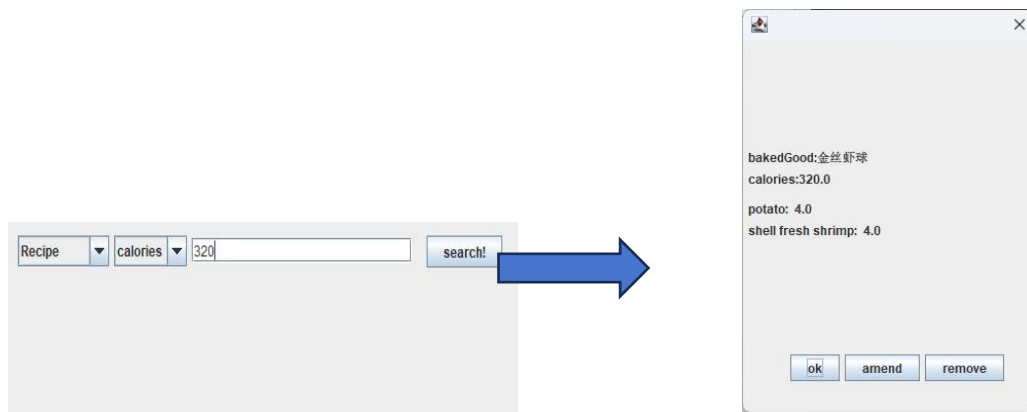 Recipe calories 320 search!
bakedGood:金丝虾球
calories:320.0
potato: 4.0
shell fresh shrimp: 4.0
ok amend remove